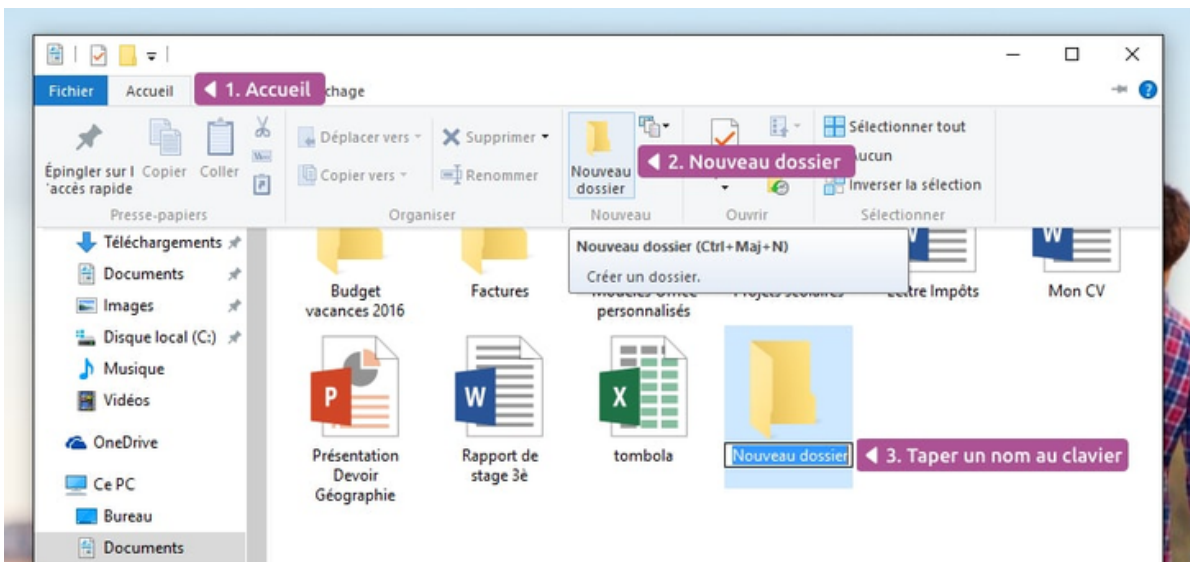 Fichier Accueil 1. Accueil chage
Épingler sur l Copier Coller
'accès rapide
Déplacer vers Supprimer
Copier vers Renommer
Nouveau
dossier
2. Nouveau dossier
Sélectionner tout
Aucun
Inverser la sélection
Presse-papiers Organiser Nouveau Ouvrir Sélectionner
Nouveau dossier (Ctrl+Maj+N)
Créer un dossier.
Téléchargements
Documents
Images
Disque local (C:)
Musique
Vidéos
OneDrive
Ce PC
Bureau
Documents
Budget
vacances 2016
Factures
personnalisés
Lettre Impôts
Mon CV
P
W
X
W
Présentation
Devoir
Géographie
Rapport de
stage 3è
tombola
Nouveau dossier
3. Taper un nom au clavier